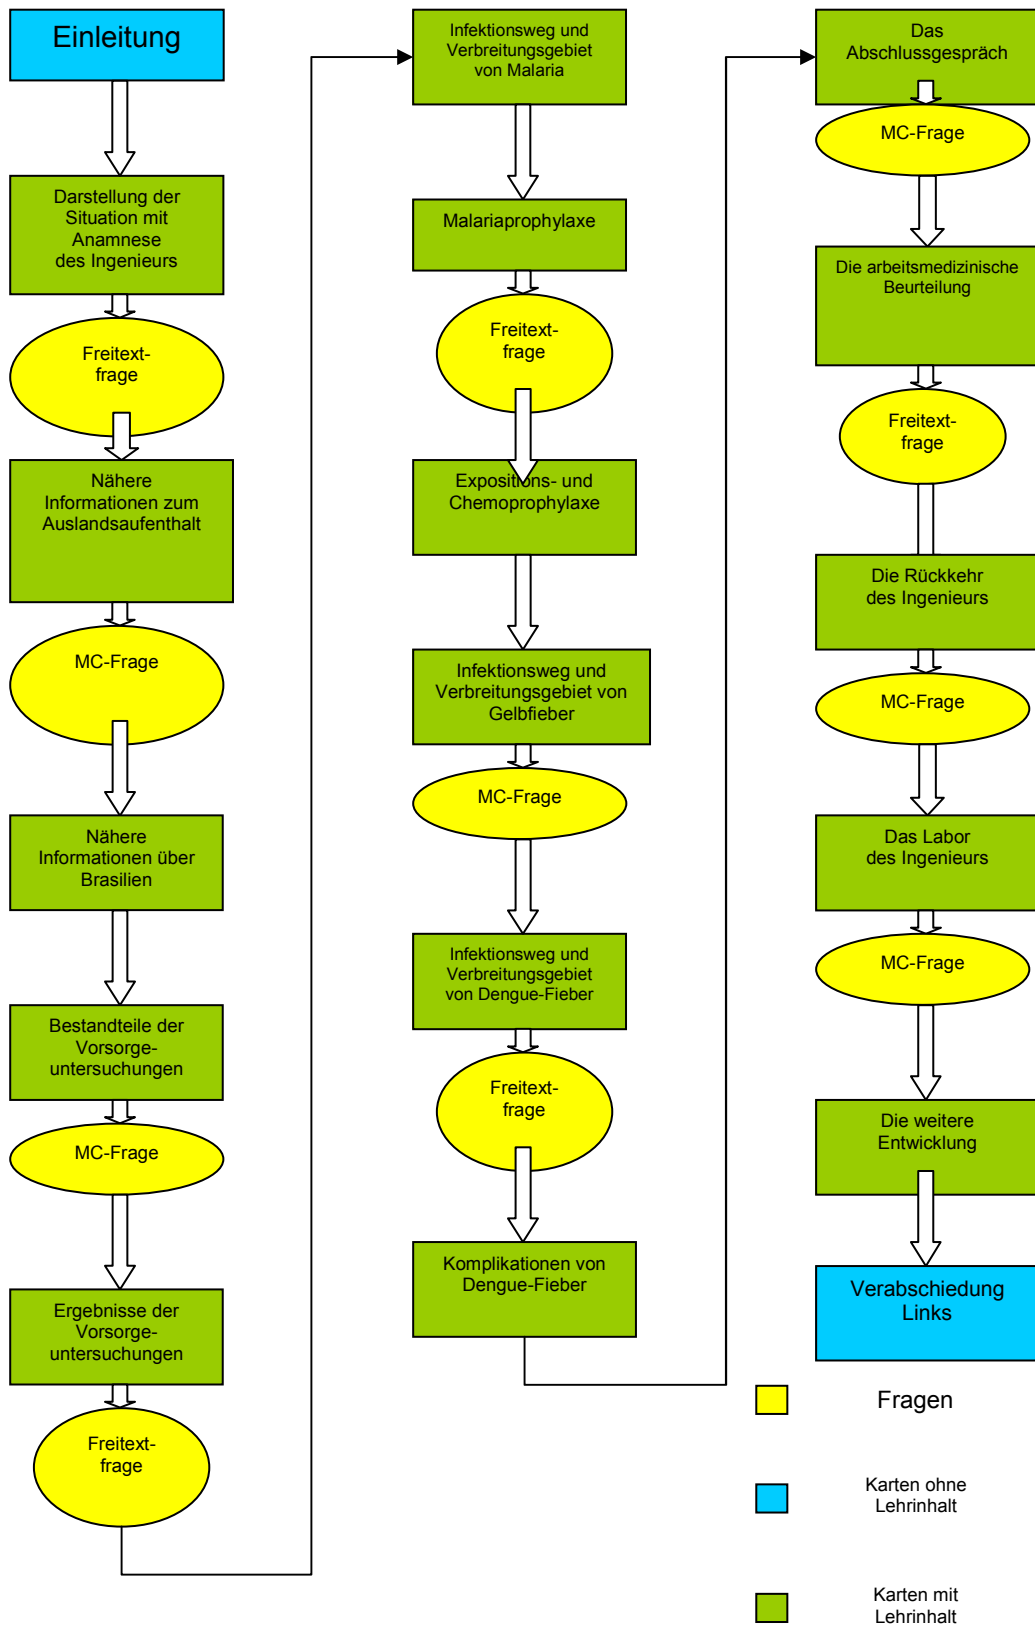 Einleitung
Darstellung der
Situation mit
Anamnese
des Ingenieurs
Freitext-
frage
Nähere
Informationen zum
Auslandsaufenthalt
MC-Frage
Nähere
Informationen über
Brasilien
Bestandteile der
Vorsorge-
untersuchungen
MC-Frage
Ergebnisse der
Vorsorge-
untersuchungen
Freitext-
frage
Infektionsweg und
Verbreitungsgebiet
von Malaria
Malariaprophylaxe
Freitext-
frage
Expositions- und
Chemoprophylaxe
Infektionsweg und
Verbreitungsgebiet von
Gelbfieber
MC-Frage
Infektionsweg und
Verbreitungsgebiet
von Dengue-Fieber
Freitext-
frage
Komplikationen von
Dengue-Fieber
Das
Abschlussgespräch
MC-Frage
Die arbeitsmedizinische
Beurteilung
Freitext-
frage
Die Rückkehr
des Ingenieurs
MC-Frage
Das Labor
des Ingenieurs
MC-Frage
Die weitere
Entwicklung
Verabschiedung
Links
Fragen
Karten ohne
Lehrinhalt
Karten mit
Lehrinhalt